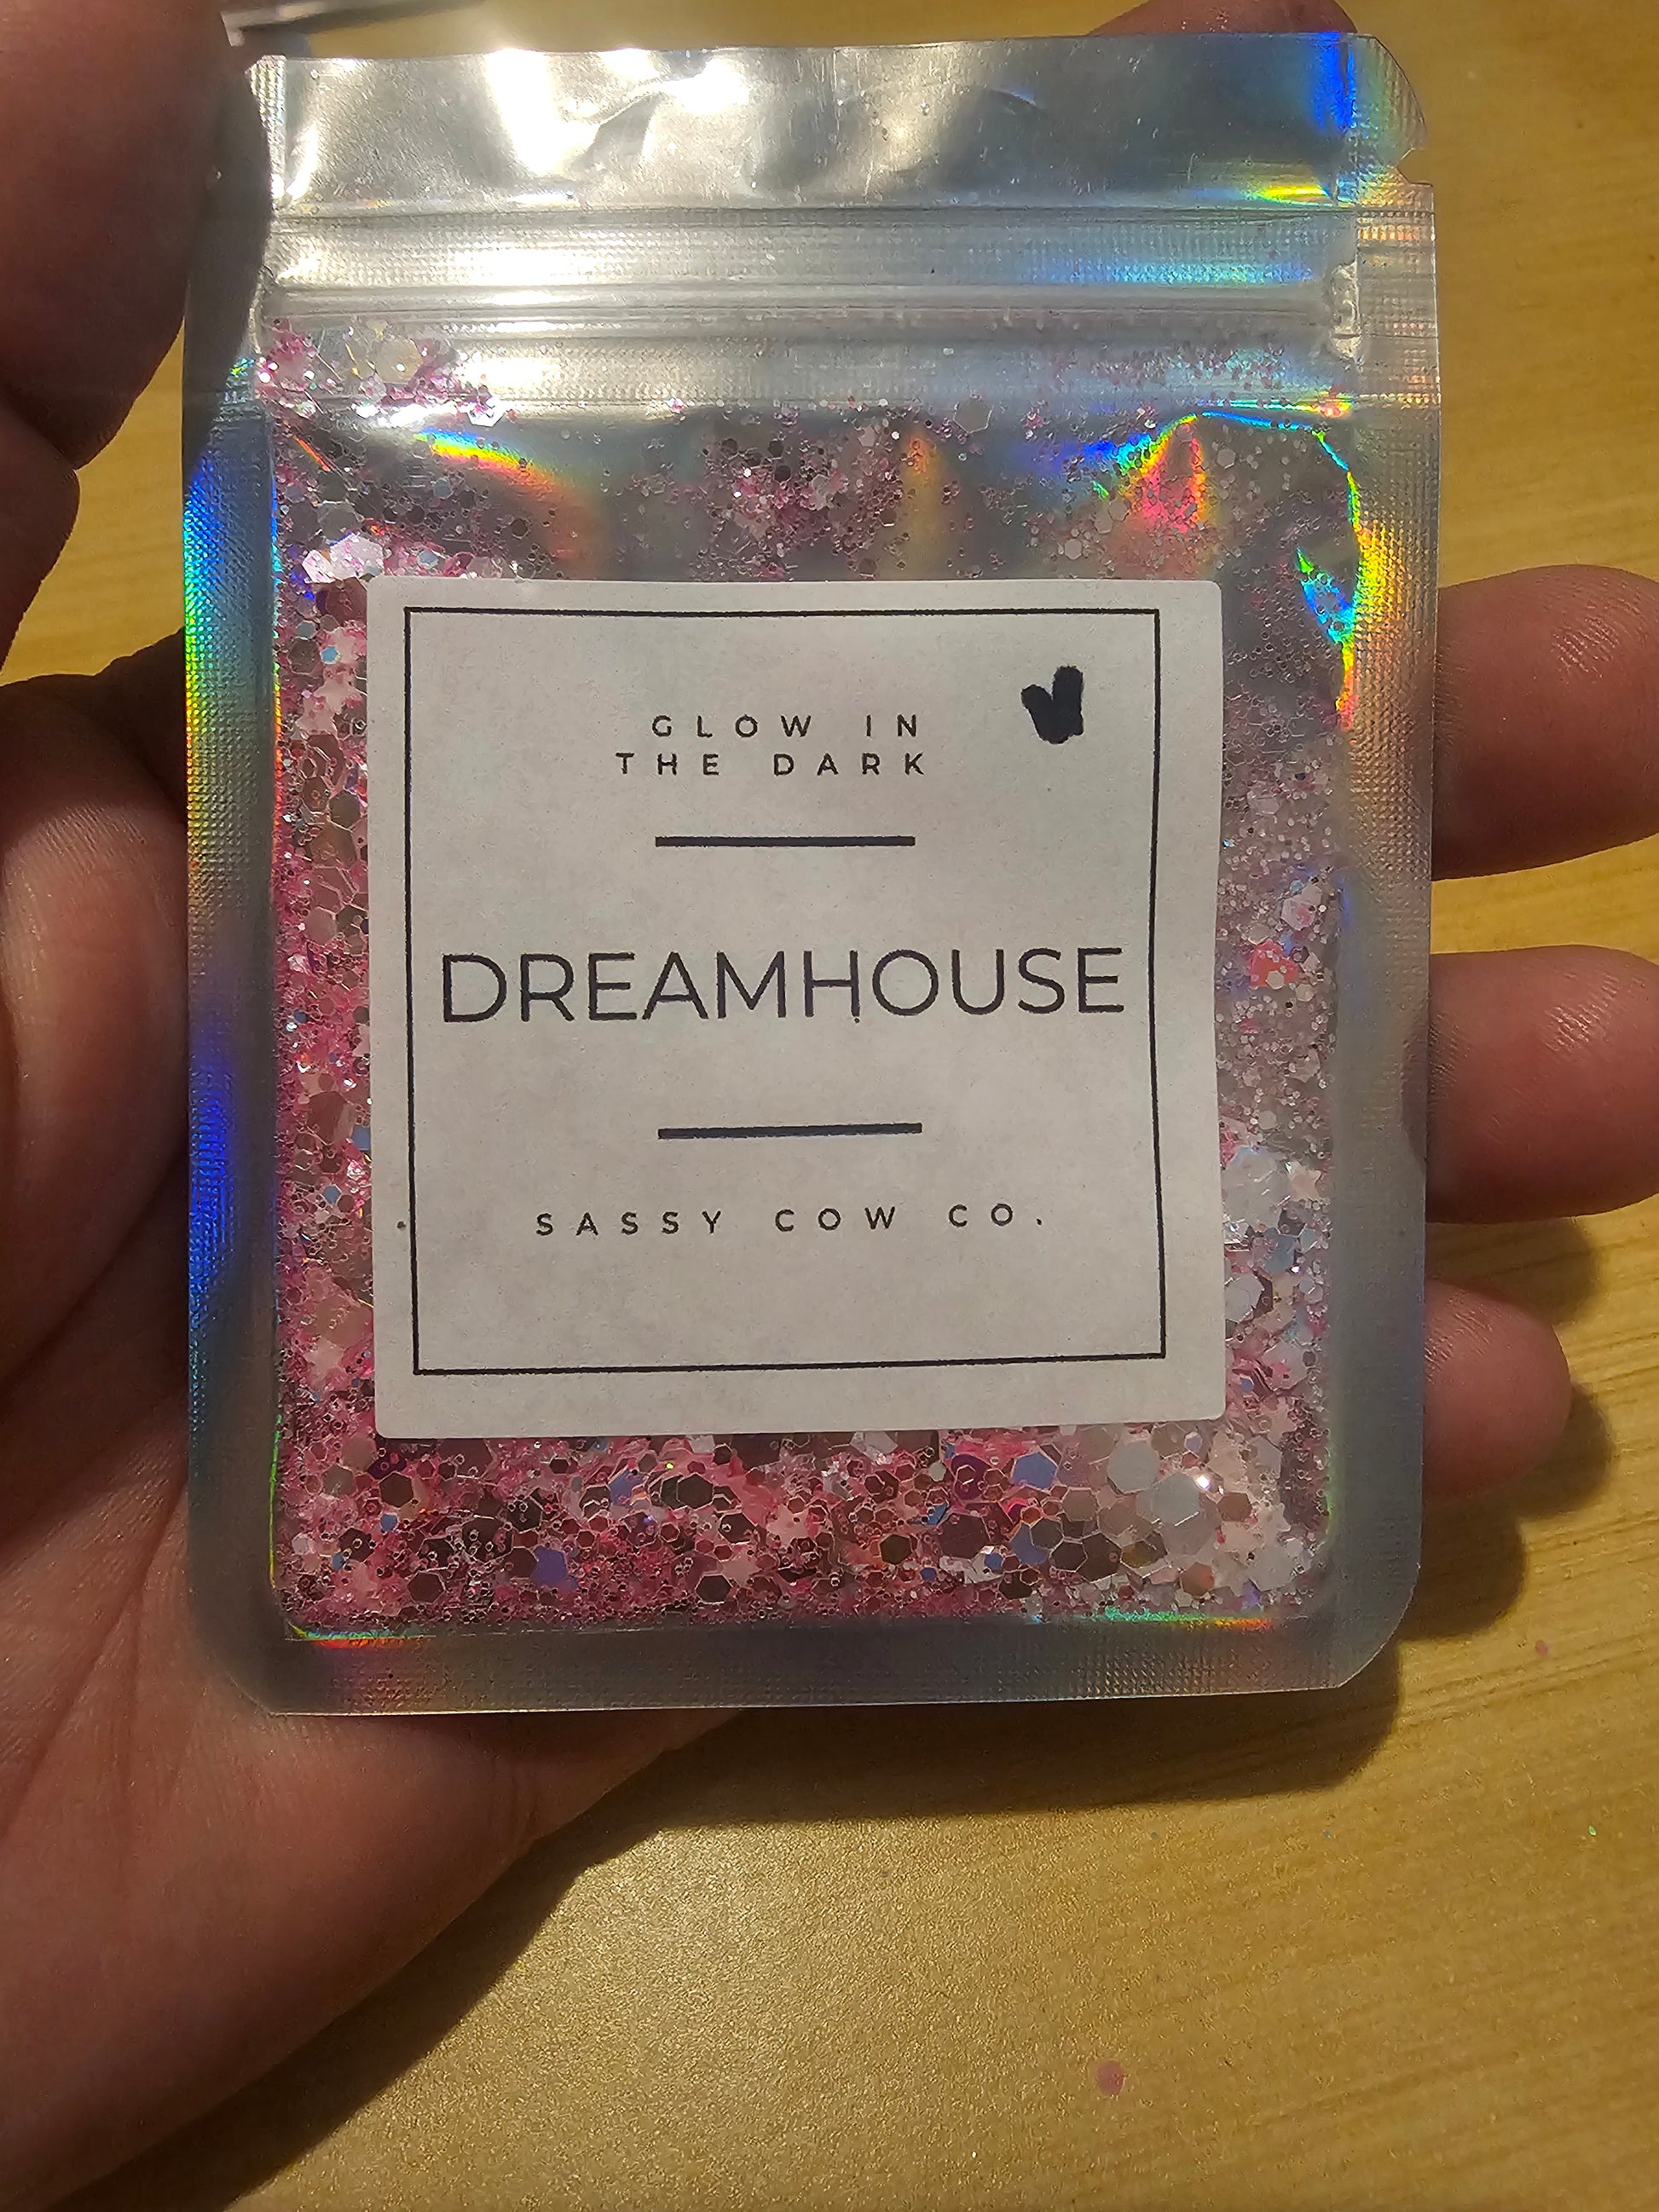 GLOW IN
THE DARK
DREAMHOUSE
SASSY COW CO.